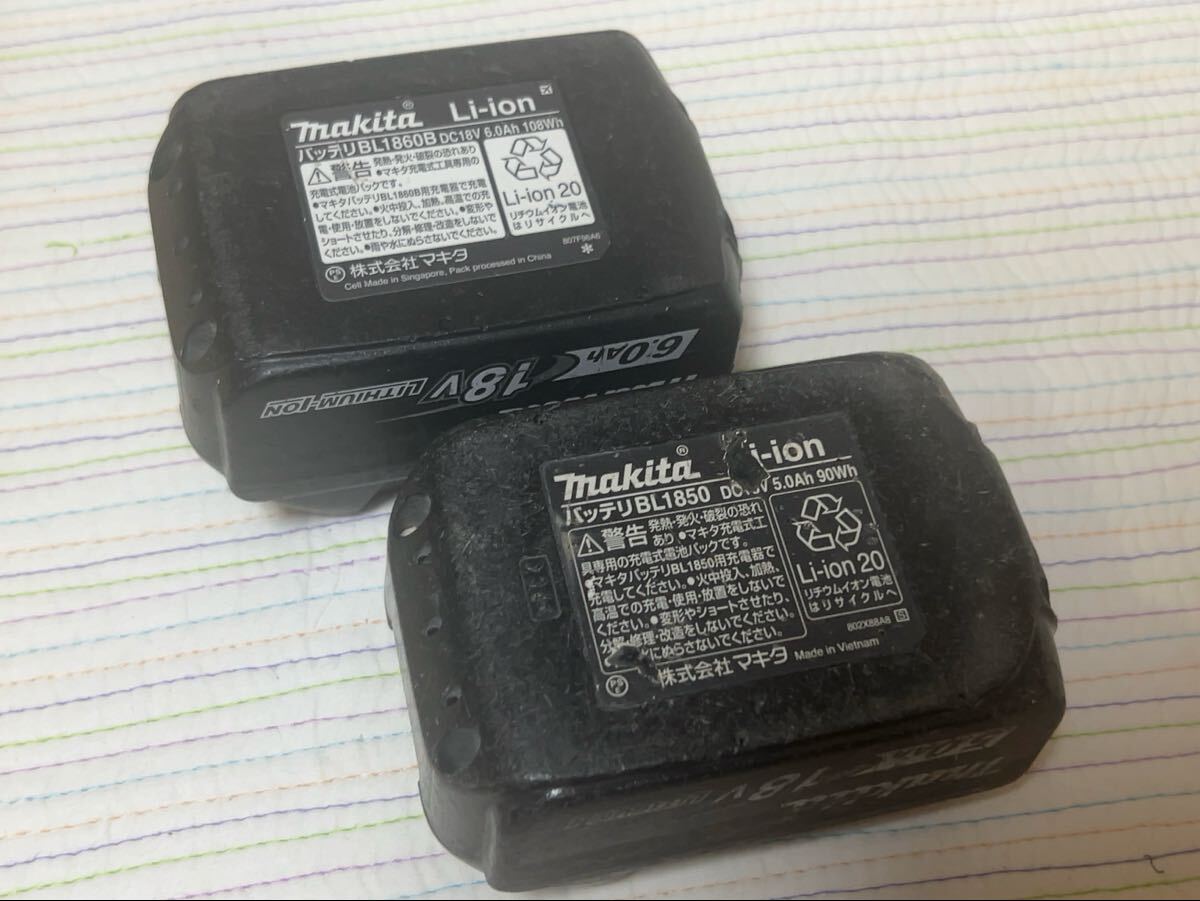 makita® Li-ion
バッテリBL1860B DC18V 6.0Ah 108Wh
警告 発熱・発火・破裂の恐れあり
●マキタ充電式工具専用の
充電式電池パックです。
●マキタバッテリBL1860B用充電器で充電
してください。●火中投入、加熱、高温での充
電・使用・放置をしないでください。●変形や
ショートさせたり、分解・修理・改造をしないで
ください。●雨や水にぬらさないでください。
Li-ion 20
リチウムイオン電池
はリサイクルへ
807F96A6
*
PS
E
株式会社マキタ
Cell Made in Singapore, Pack processed in China
6.0Ah
18V
LITHIUM-ION
makita® i-ion
バッテリBL1850 DC18V 5.0Ah 90Wh
警告 発熱・発火・破裂の恐れ
あり ●マキタ充電式工
具専用の充電式電池パックです。
●マキタバッテリBL1850用充電器で
充電してください。●火中投入、加熱、
高温での充電・使用・放置をしないで
ください。●変形やショートさせたり、
分解・修理・改造をしないでください。
水にぬらさないでください。
Li-ion 20
リチウムイオン電池
はリサイクルへ
802X88A8 S
PS
E
株式会社マキタ Made in Vietnam
makita
18V